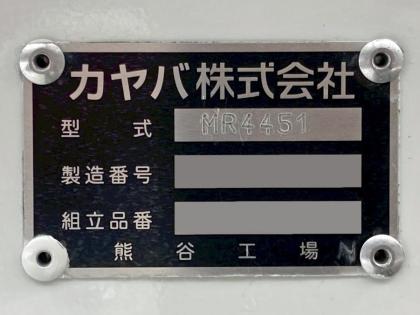 カヤバ株式会社
型式 MR4451
製造番号
組立品番
熊谷工場